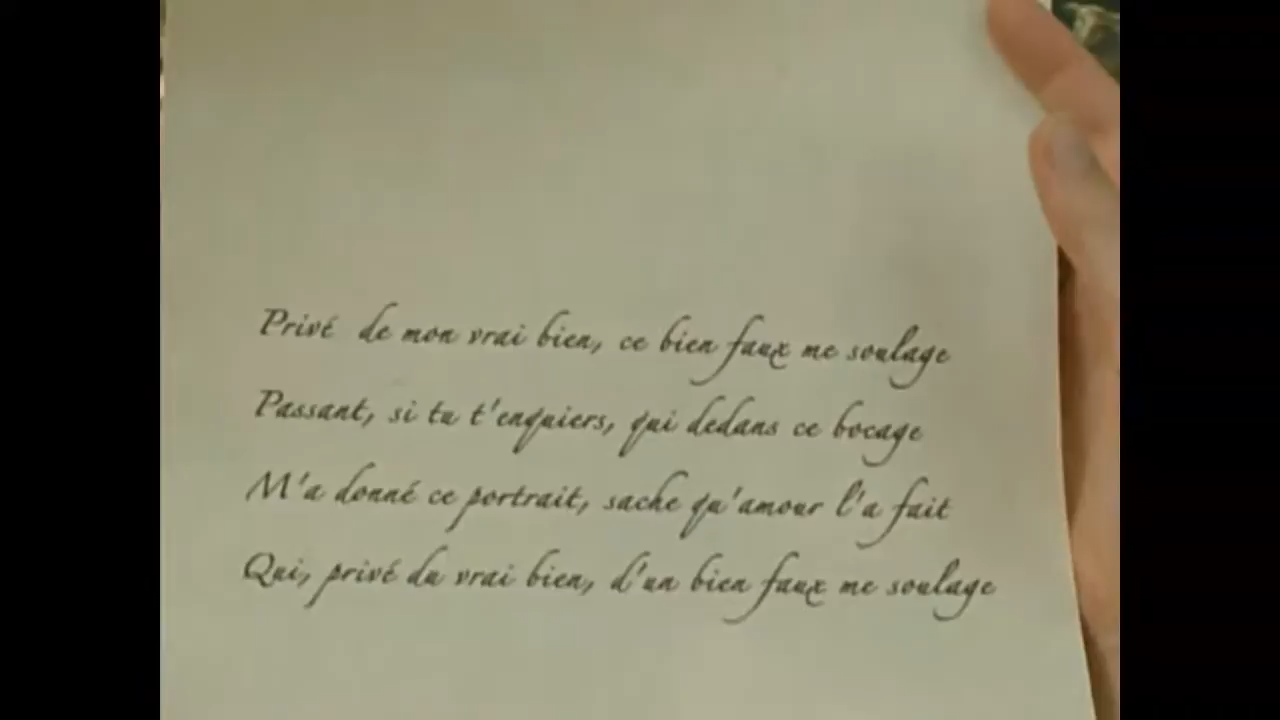 Privé de mon vrai bien, ce bien faux me soulage
Passant, si tu t'enquiers, qui dedans ce bocage
M'a donné ce portrait, sache qu'amour l'a fait
Qui, privé du vrai bien, d'un bien faux me soulage